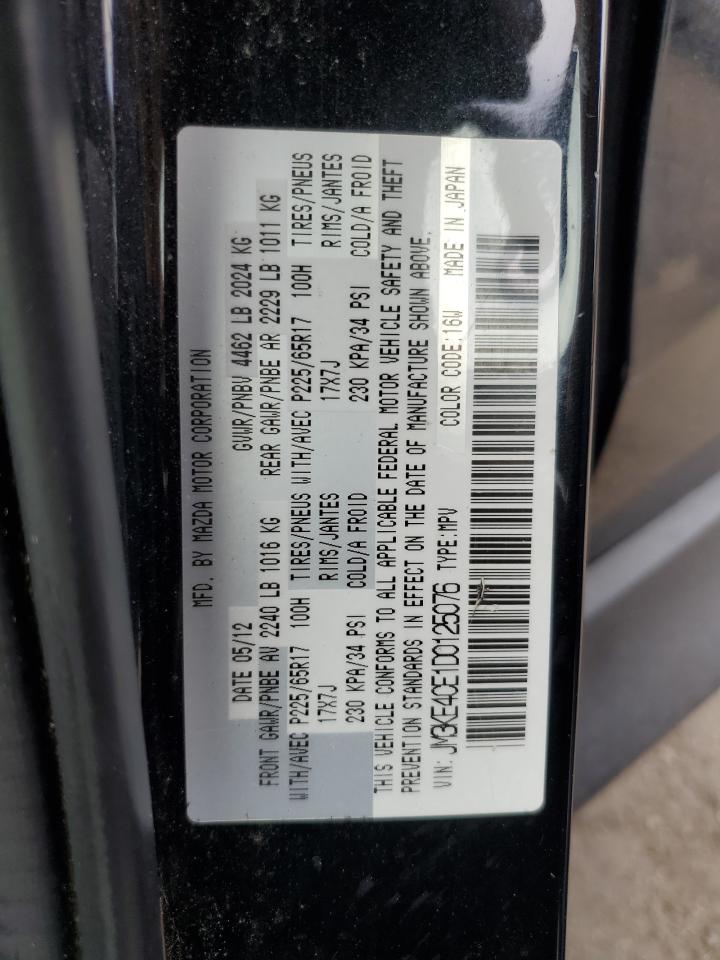 MFD. BY MAZDA MOTOR CORPORATION
DATE 05/12 GVWR/PNBV 4462 LB 2024 KG
FRONT GAWR/PNBE AV 2240 LB 1016 KG REAR GAWR/PNBE AR 2229 LB 1011 KG
WITH/AVEC P225/65R17 100H TIRES/PNEUS WITH/AVEC P225/65R17 100H TIRES/PNEUS
17X7J RIMS/JANTES 17X7J RIMS/JANTES
230 KPA/34 PSI COLD/A FROID 230 KPA/34 PSI COLD/A FROID
THIS VEHICLE CONFORMS TO ALL APPLICABLE FEDERAL MOTOR VEHICLE SAFETY AND THEFT
PREVENTION STANDARDS IN EFFECT ON THE DATE OF MANUFACTURE SHOWN ABOVE.
VIN: JM3KE4CE1D0125076 TYPE:MPV COLOR CODE:16W MADE IN JAPAN